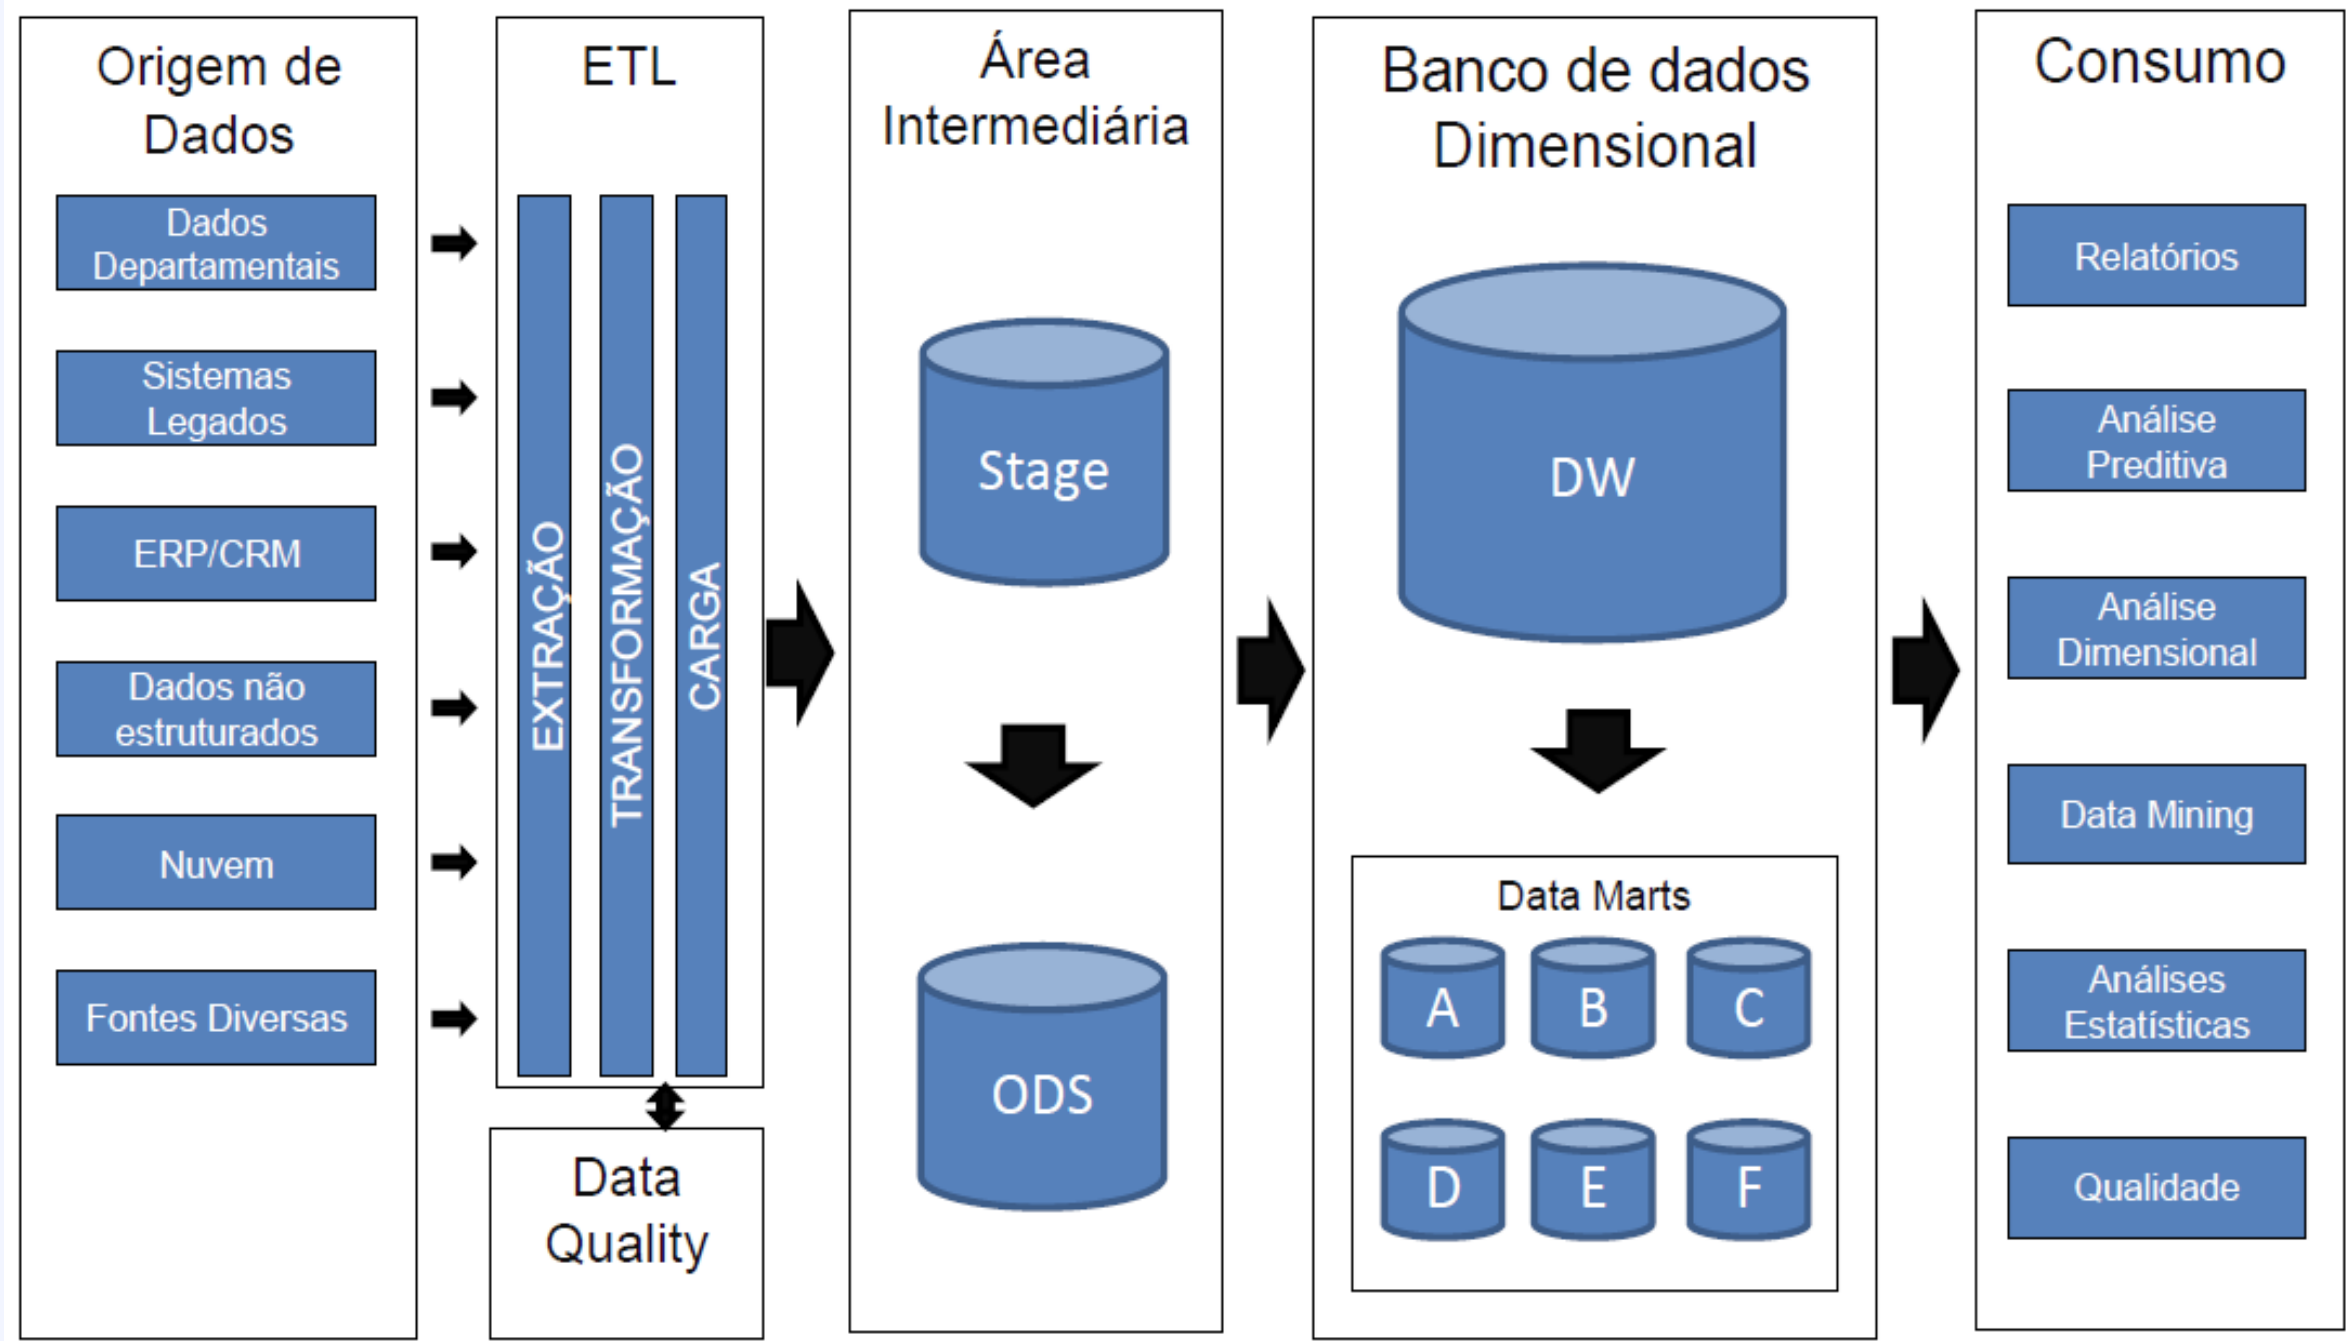 Origem de
Dados
Dados
Departamentais
Sistemas
Legados
ERP/CRM
Dados não
estruturados
Nuvem
Fontes Diversas
ETL
EXTRAÇÃO
TRANSFORMAÇÃO
CARGA
Data
Quality
Área
Intermediária
Stage
ODS
Banco de dados
Dimensional
DW
Data Marts
A B C
D E F
Consumo
Relatórios
Análise
Preditiva
Análise
Dimensional
Data Mining
Análises
Estatísticas
Qualidade